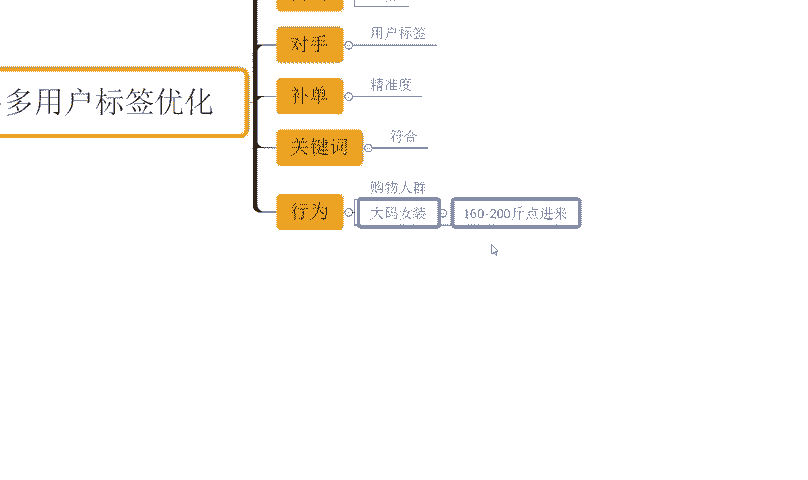 用户标签
对手
精准度
补单
多用户标签优化
符合
关键词
购物人群
行为
大码女装
160-200斤点进来